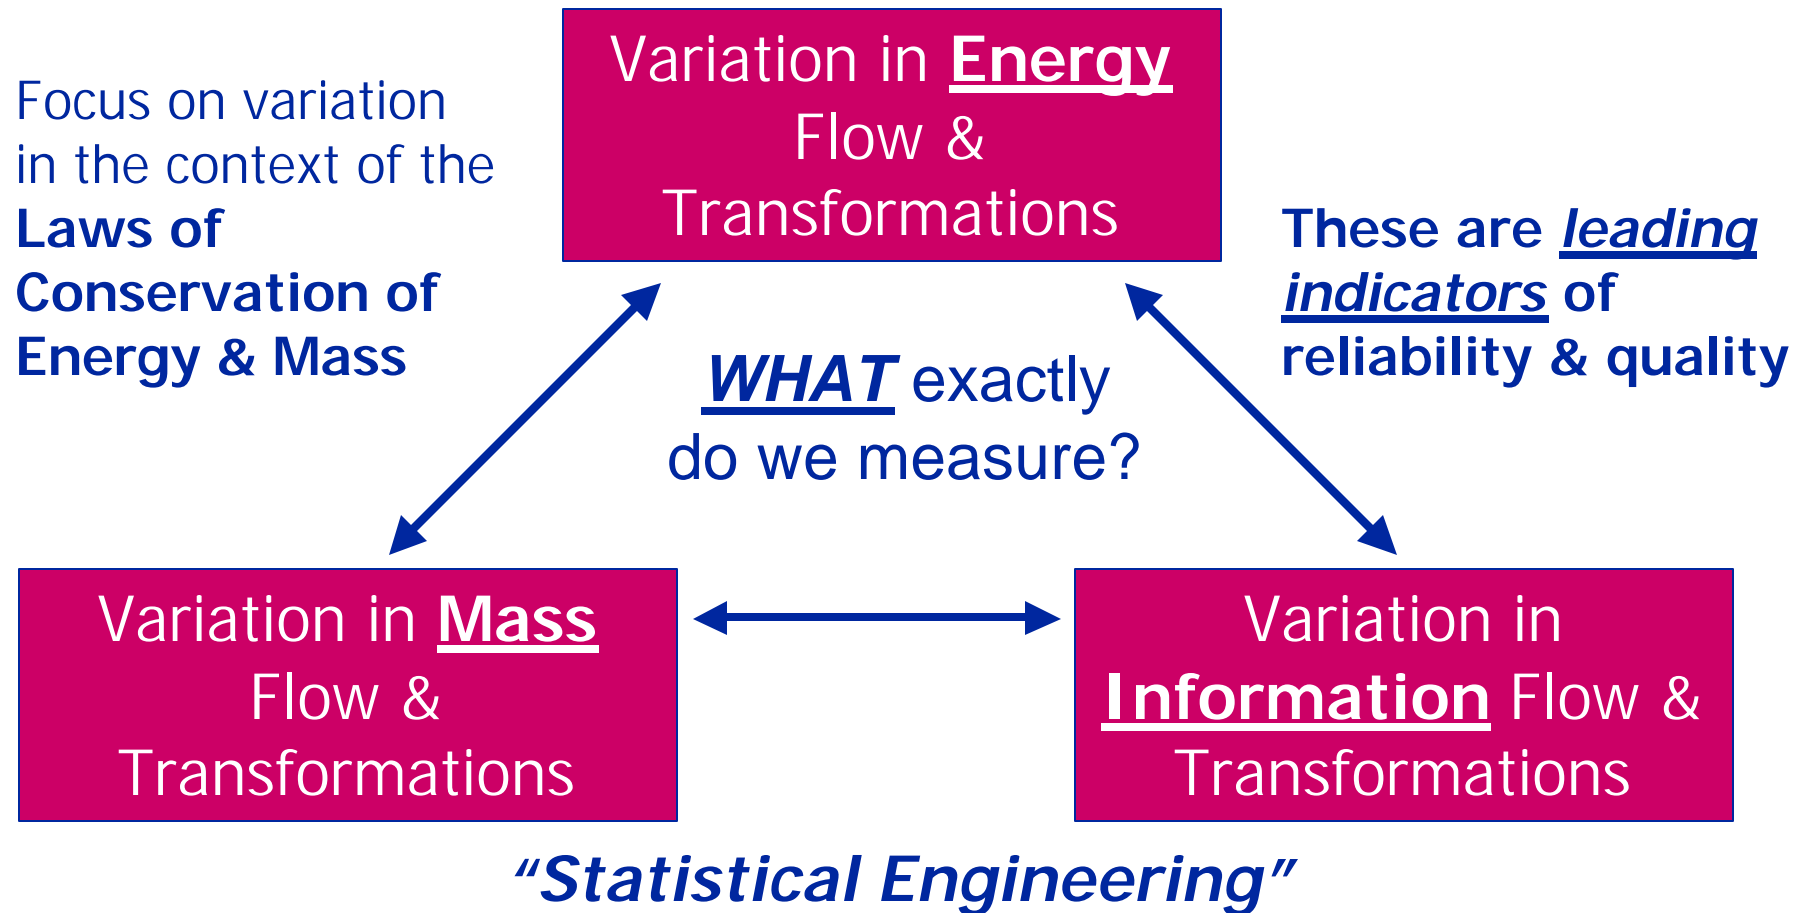 Variation in Energy
Flow &
Transformations
Focus on variation
in the context of the
Laws of
Conservation of
Energy & Mass
These are leading
indicators of
reliability & quality
WHAT exactly
do we measure?
Variation in Mass
Flow &
Transformations
Variation in
Information Flow &
Transformations
“Statistical Engineering”